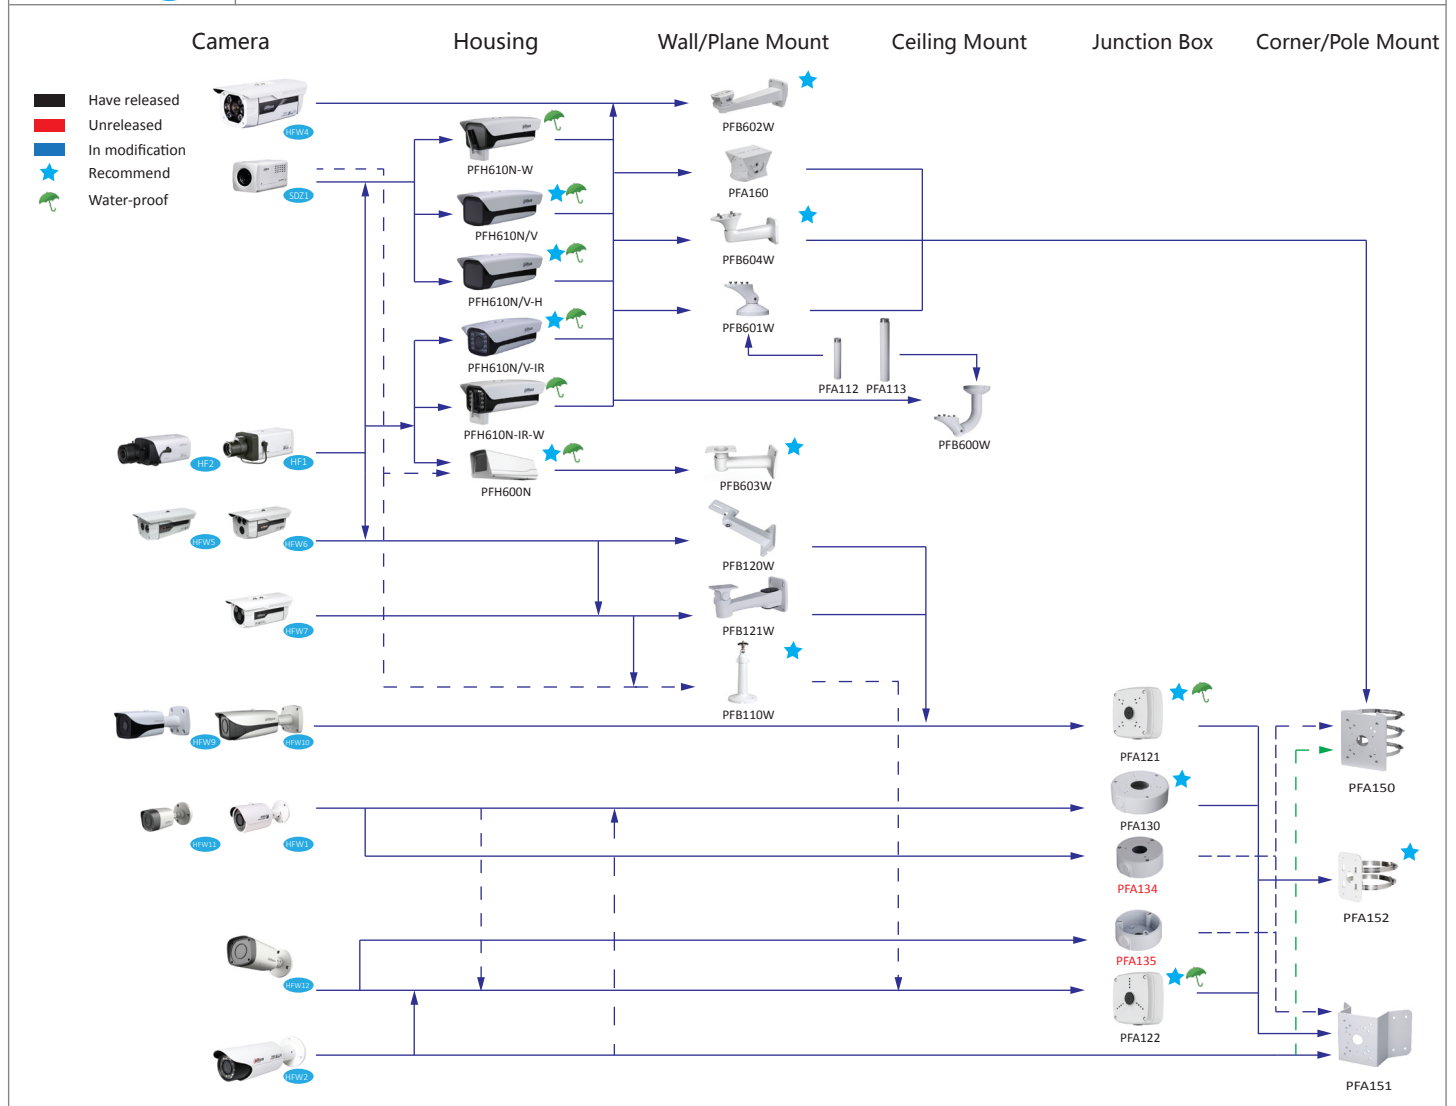 Camera
Housing
Wall/Plane Mount
Ceiling Mount
Junction Box
Corner/Pole Mount
Have released
Unreleased
In modification
Recommend
Water-proof
HFW4
SDZ1
HF2
HF1
HFW5
HFW6
HFW7
HFW9
HFW10
HFW11
HFW1
HFW12
HFW2
PFH610N-W
PFH610N/V
PFH610N/V-H
PFH610N/V-IR
PFH610N-IR-W
PFH600N
PFB602W
PFA160
PFB604W
PFB601W
PFA112
PFA113
PFB600W
PFB603W
PFB120W
PFB121W
PFB110W
PFA121
PFA130
PFA134
PFA135
PFA122
PFA150
PFA152
PFA151